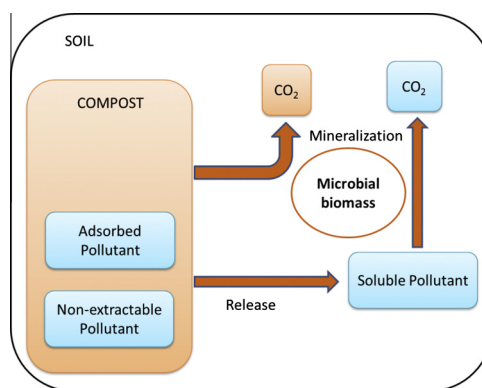 SOIL
COMPOST
CO₂
CO₂
Mineralization
Microbial
biomass
Adsorbed
Pollutant
Soluble Pollutant
Non-extractable
Pollutant
Release